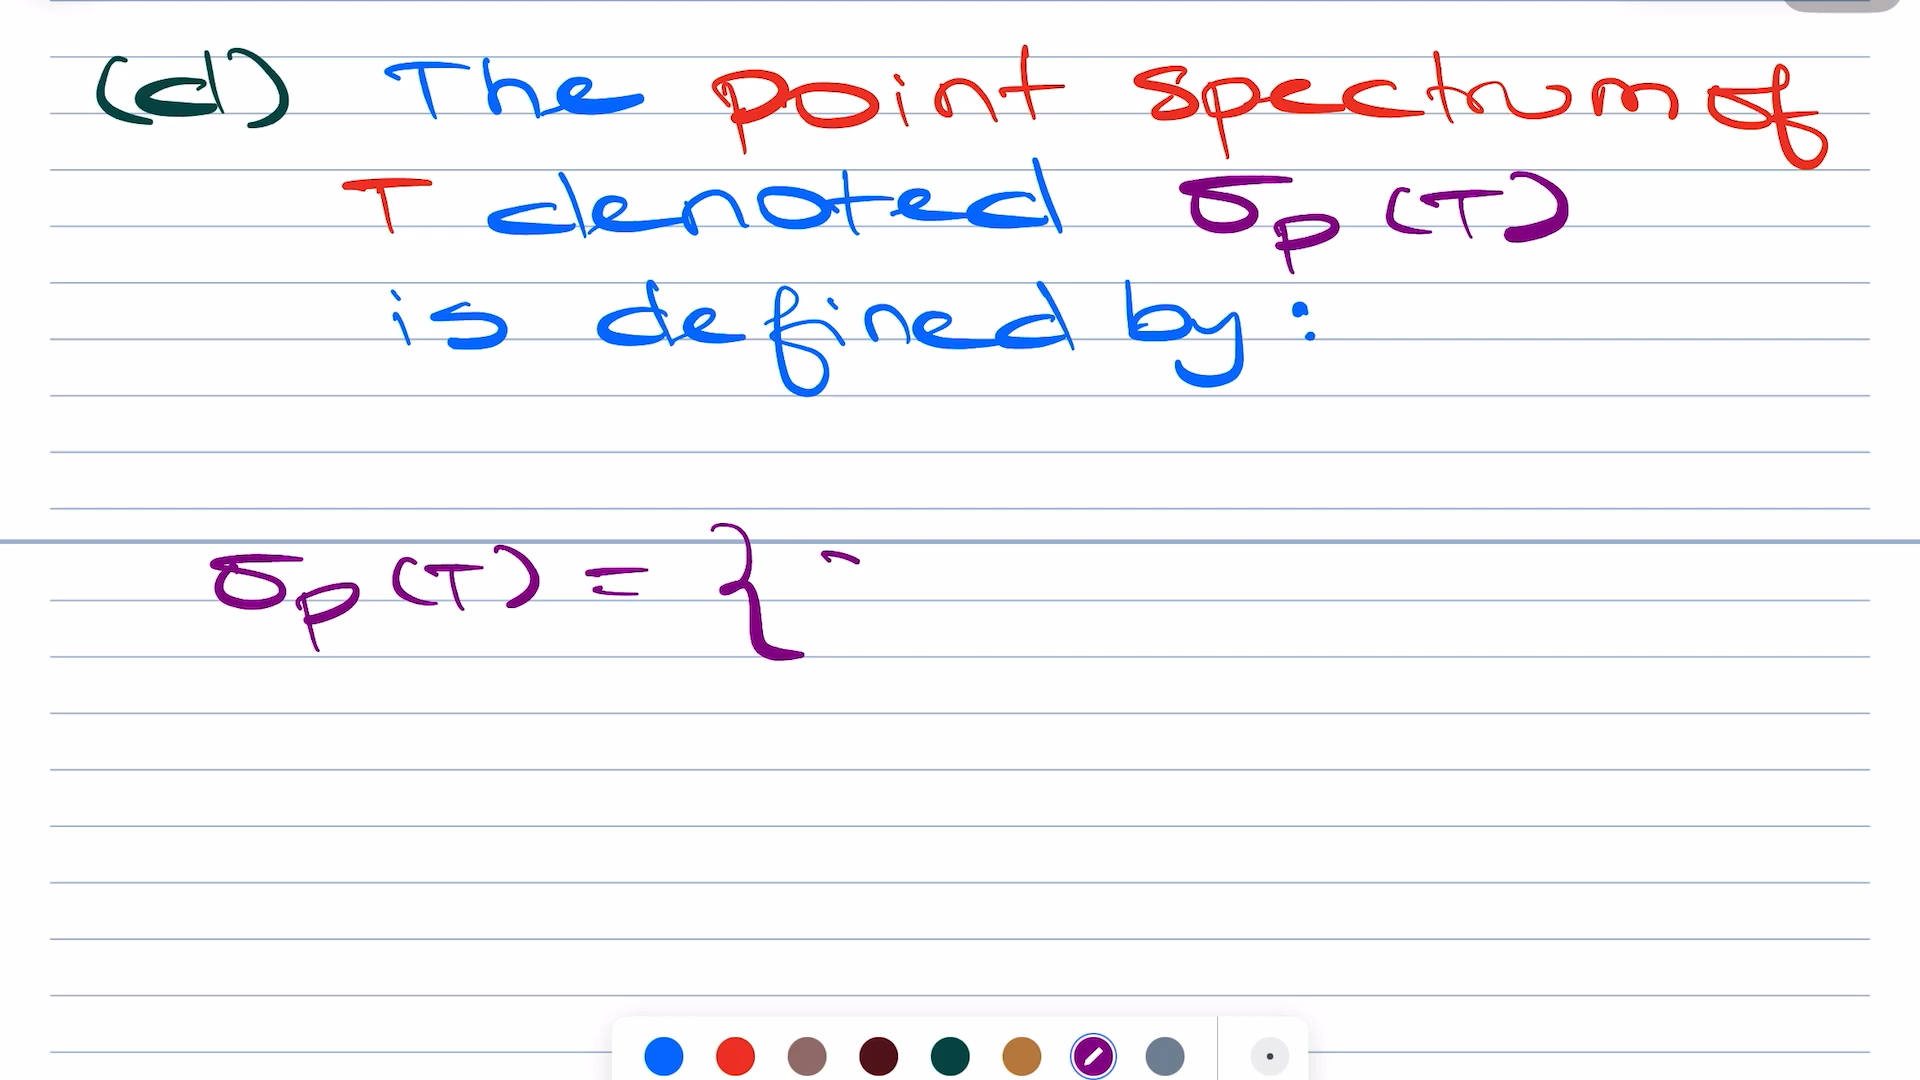 (d) The point spectrum of
T denoted σp (T)
is defined by:
σp (T) = {